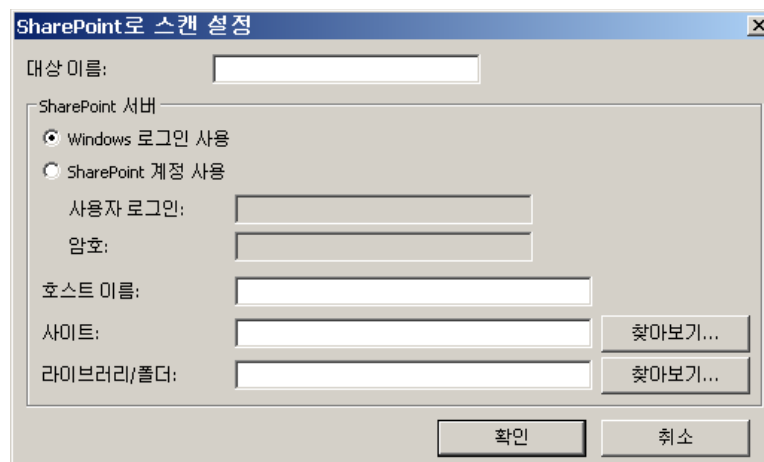 SharePoint로 스캔 설정
대상 이름:
SharePoint 서버
Windows 로그인 사용
SharePoint 계정 사용
사용자 로그인:
암호:
호스트 이름:
사이트: 찾아보기...
라이브러리/폴더: 찾아보기...
확인 취소